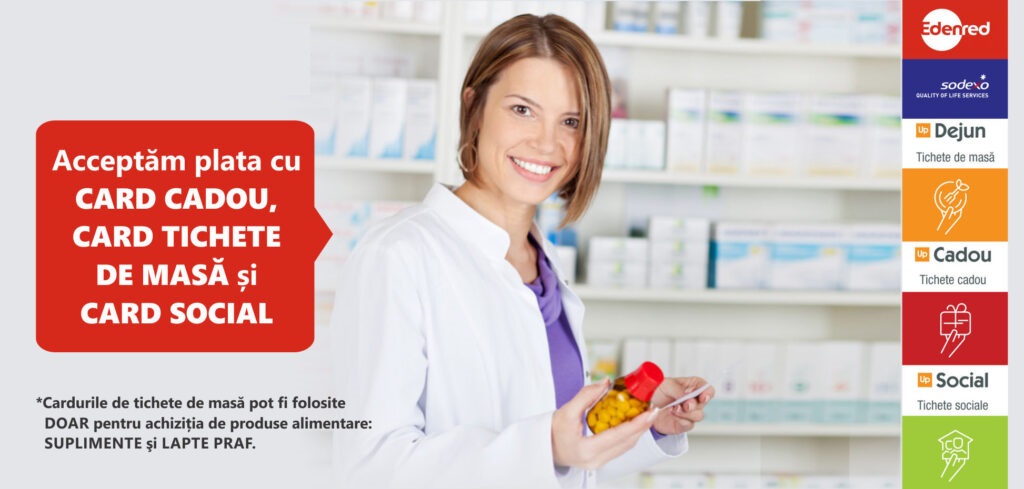 Acceptăm plata cu
CARD CADOU,
CARD TICHETE
DE MASĂ și
CARD SOCIAL
*Cardurile de tichete de masă pot fi folosite
DOAR pentru achiziția de produse alimentare:
SUPLIMENTE şi LAPTE PRAF.
Edenred
sodexo
QUALITY OF LIFE SERVICES
Up Dejun
Tichete de masă
Up Cadou
Tichete cadou
Up Social
Tichete sociale